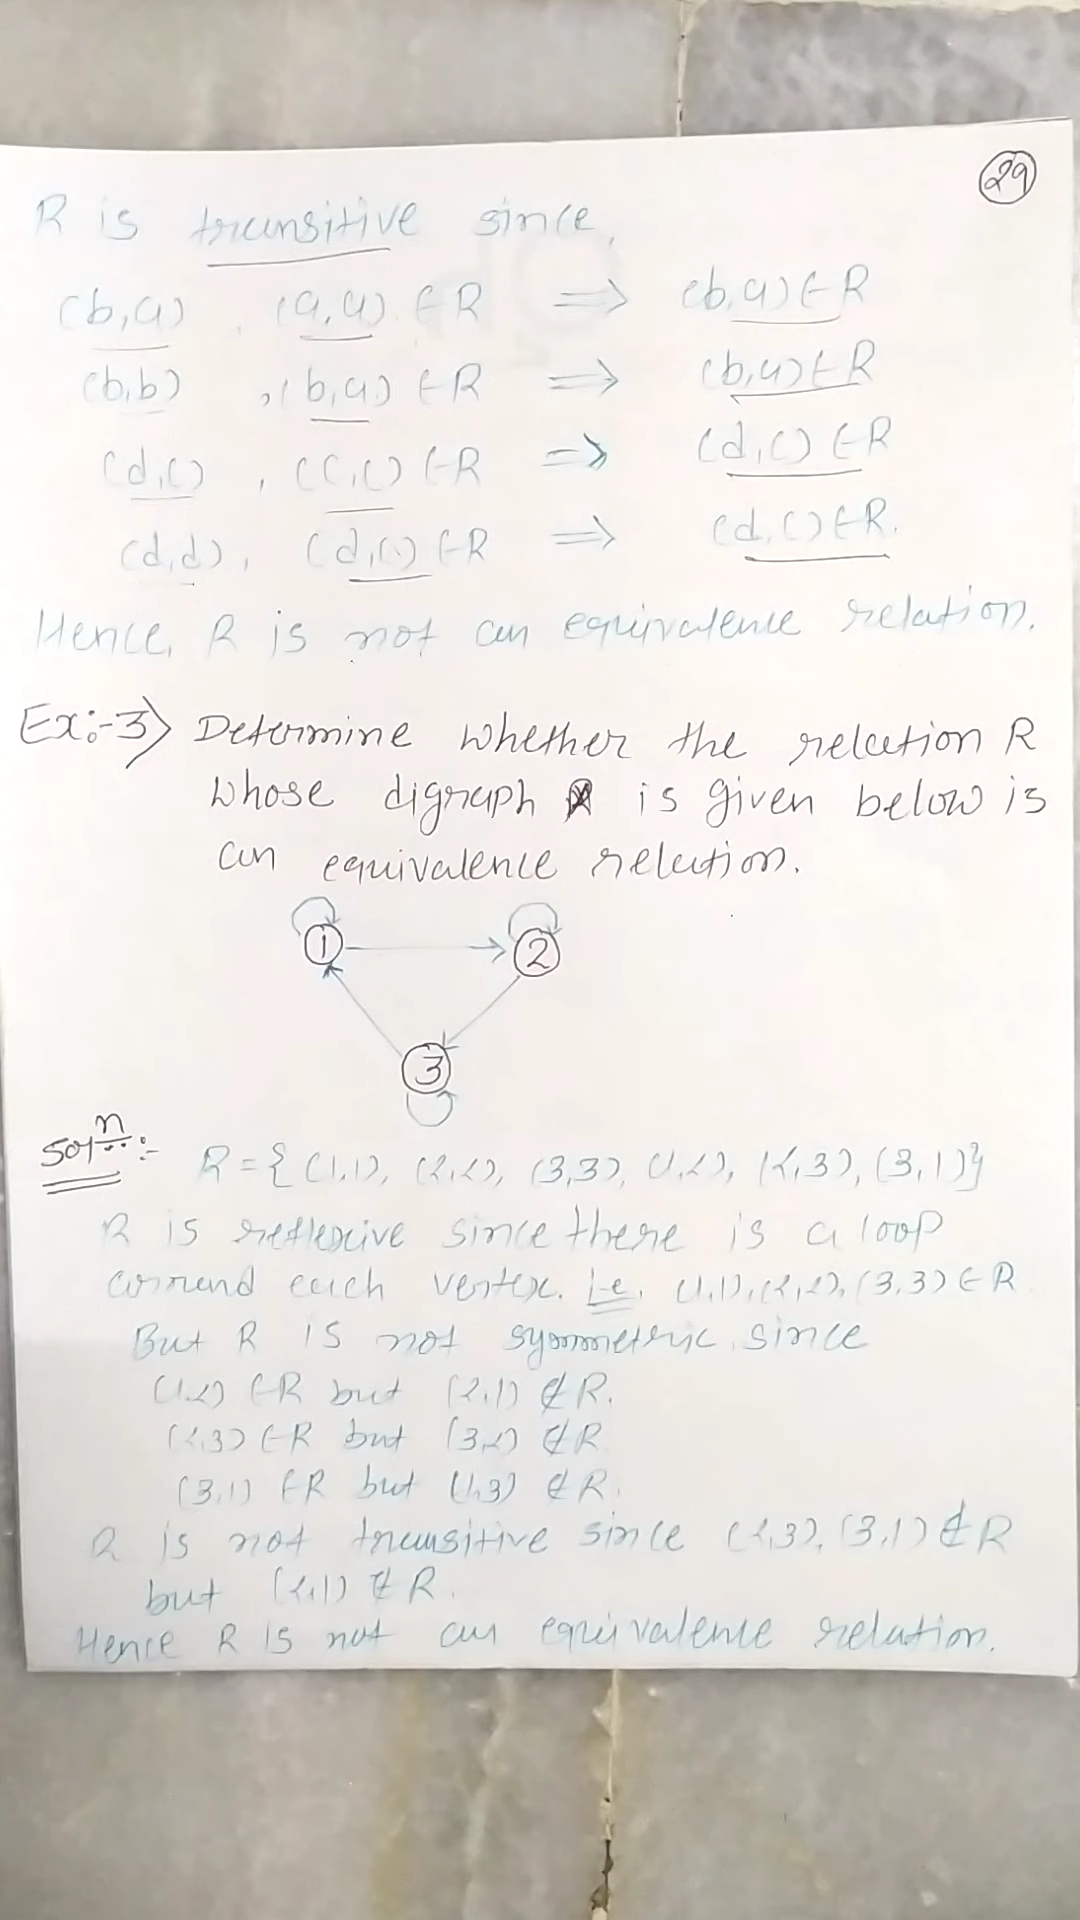 29
R is transitive since,
(b,a), (a,a) ∈ R ⇒ (b,a) ∈ R
(b,b), (b,a) ∈ R ⇒ (b,a) ∈ R
(d,c), (c,c) ∈ R ⇒ (d,c) ∈ R
(d,d), (d,c) ∈ R ⇒ (d,c) ∈ R.
Hence, R is not an equivalence relation.
Ex:-3) Determine whether the relation R
whose digraph is given below is
an equivalence relation.
1 2
3
Solⁿ:- R = {(1,1), (2,2), (3,3), (1,2), (2,3), (3,1)}
R is reflexive since there is a loop
around each vertex. i.e. (1,1), (2,2), (3,3) ∈ R
But R is not symmetric since
(1,2) ∈ R but (2,1) ∉ R.
(2,3) ∈ R but (3,2) ∉ R
(3,1) ∈ R but (1,3) ∉ R.
R is not transitive since (2,3), (3,1) ∉ R
but (2,1) ∉ R.
Hence R is not an equivalence relation.